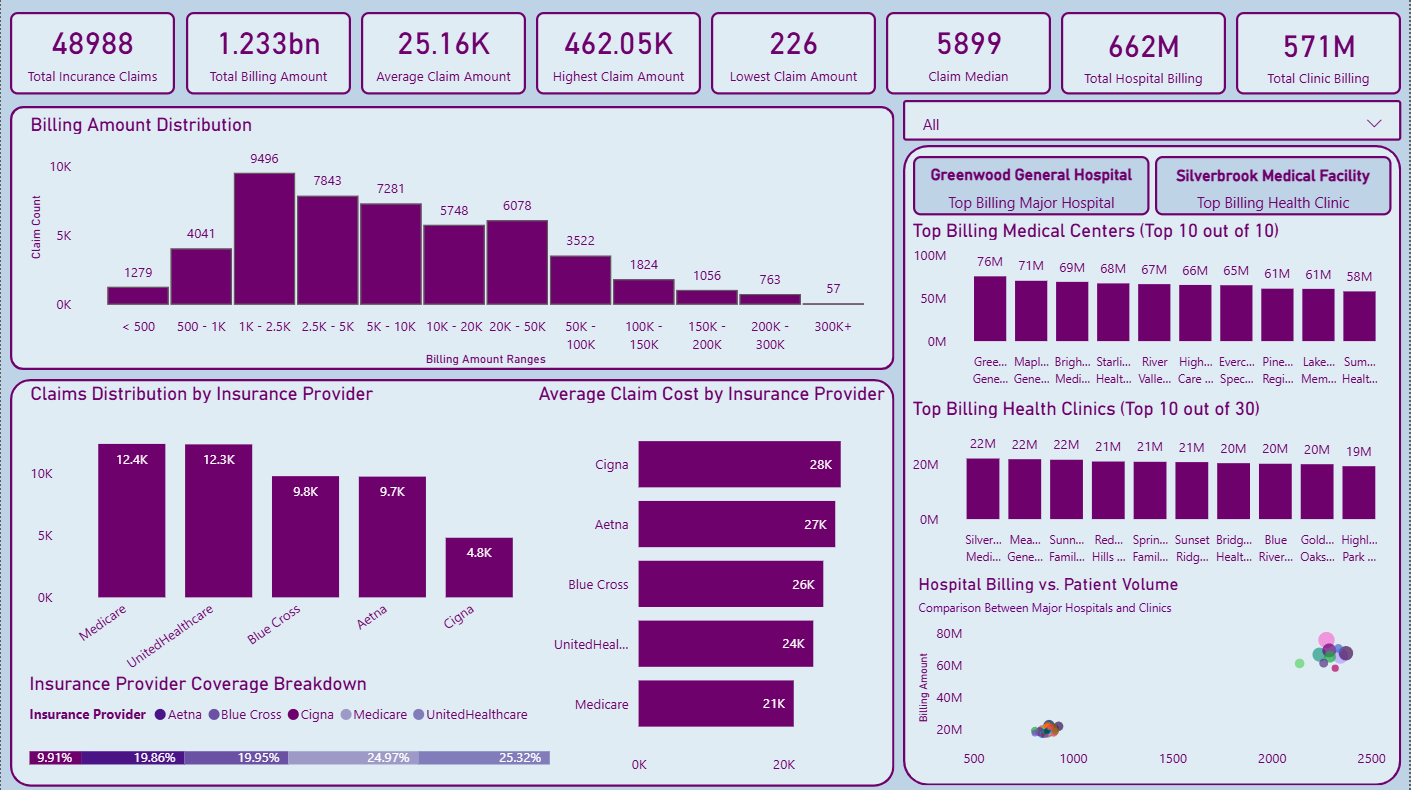 48988
Total Incurance Claims
1.233bn
Total Billing Amount
25.16K
Average Claim Amount
462.05K
Highest Claim Amount
226
Lowest Claim Amount
5899
Claim Median
662M
Total Hospital Billing
571M
Total Clinic Billing
Billing Amount Distribution
Claim Count
10K
5K
0K
1279
4041
9496
7843
7281
5748
6078
3522
1824
1056
763
57
< 500
500 - 1K
1K - 2.5K
2.5K - 5K
5K - 10K
10K - 20K
20K - 50K
50K -
100K
100K -
150K
150K -
200K
200K -
300K
300K+
Billing Amount Ranges
All
Greenwood General Hospital
Top Billing Major Hospital
Silverbrook Medical Facility
Top Billing Health Clinic
Top Billing Medical Centers (Top 10 out of 10)
100M
50M
0M
76M
71M
69M
68M
67M
66M
65M
61M
61M
58M
Gree...
Gene...
Mapl...
Gene...
Brigh...
Medi...
Starli...
Healt...
River
Valle...
High...
Care ...
Everc...
Spec...
Pine...
Regi...
Lake...
Mem...
Sum...
Healt...
Top Billing Health Clinics (Top 10 out of 30)
20M
0M
22M
22M
22M
21M
21M
21M
20M
20M
20M
19M
Silver...
Medi...
Mea...
Gene...
Sunn...
Famil...
Red...
Hills ...
Sprin...
Famil...
Sunset
Ridg...
Bridg...
Healt...
Blue
River...
Gold...
Oaks...
Highl...
Park ...
Hospital Billing vs. Patient Volume
Comparison Between Major Hospitals and Clinics
Billing Amount
80M
60M
40M
20M
500
1000
1500
2000
2500
Claims Distribution by Insurance Provider
10K
5K
0K
12.4K
12.3K
9.8K
9.7K
4.8K
Medicare
UnitedHealthcare
Blue Cross
Aetna
Cigna
Average Claim Cost by Insurance Provider
Cigna
28K
Aetna
27K
Blue Cross
26K
UnitedHeal...
24K
Medicare
21K
0K
20K
Insurance Provider Coverage Breakdown
Insurance Provider
Aetna
Blue Cross
Cigna
Medicare
UnitedHealthcare
9.91%
19.86%
19.95%
24.97%
25.32%